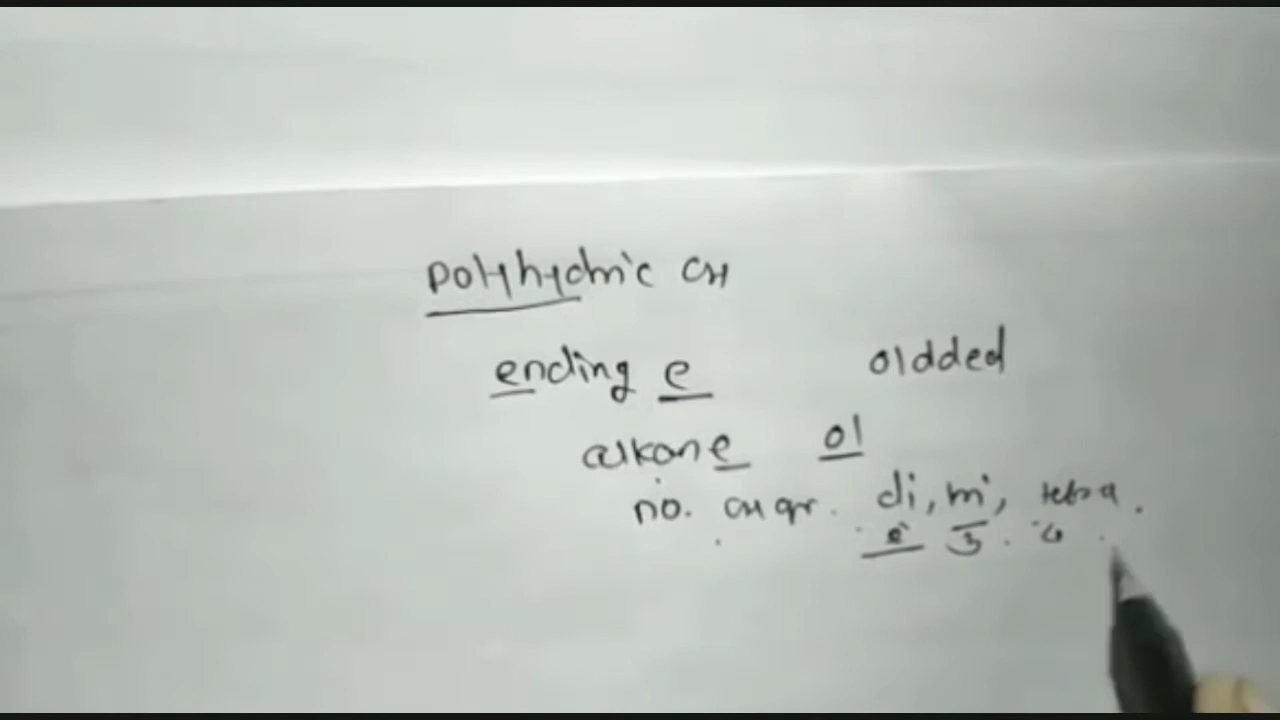 polyhydric OH
ending e oldded
alkane ol
no. OH gr. di, tri, tetra.
2 3. 4